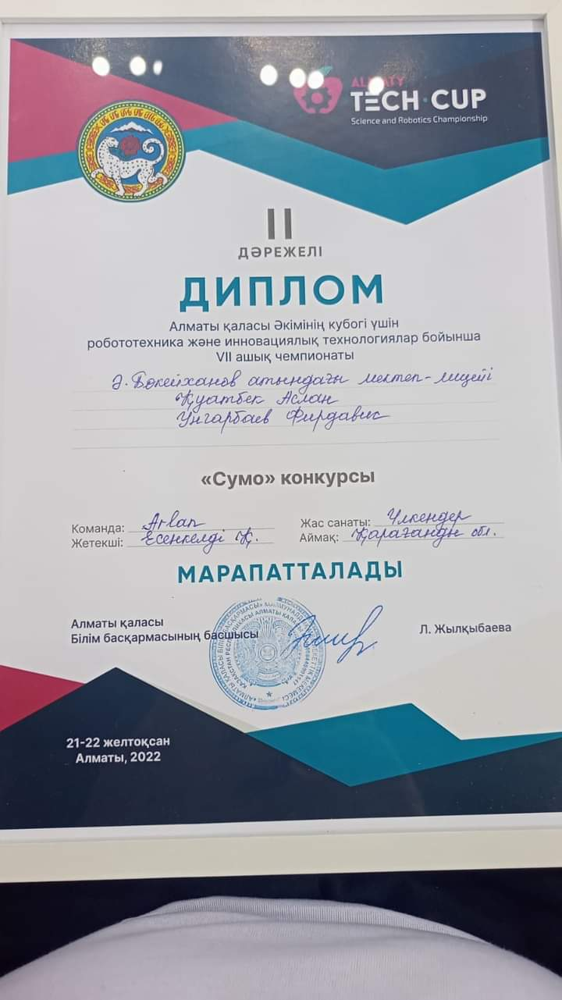 ALMATY
TECH·CUP
Science and Robotics Championship
II
ДӘРЕЖЕЛІ
ДИПЛОМ
Алматы қаласы Әкімінің кубогі үшін
робототехника және инновациялық технологиялар бойынша
VII ашық чемпионаты
Ә. Бөкейханов атындағы мектеп-лицейі
Қуатбек Аслан
Унгарбаев Фирдавис
«Сумо» конкурсы
Команда: Arlan
Жас санаты: Үлкендер
Жетекші: Есенкелді Қ.
Аймақ: Қарағанды обл.
МАРАПАТТАЛАДЫ
Алматы қаласы
Білім басқармасының басшысы
Л. Жылқыбаева
21-22 желтоқсан
Алматы, 2022